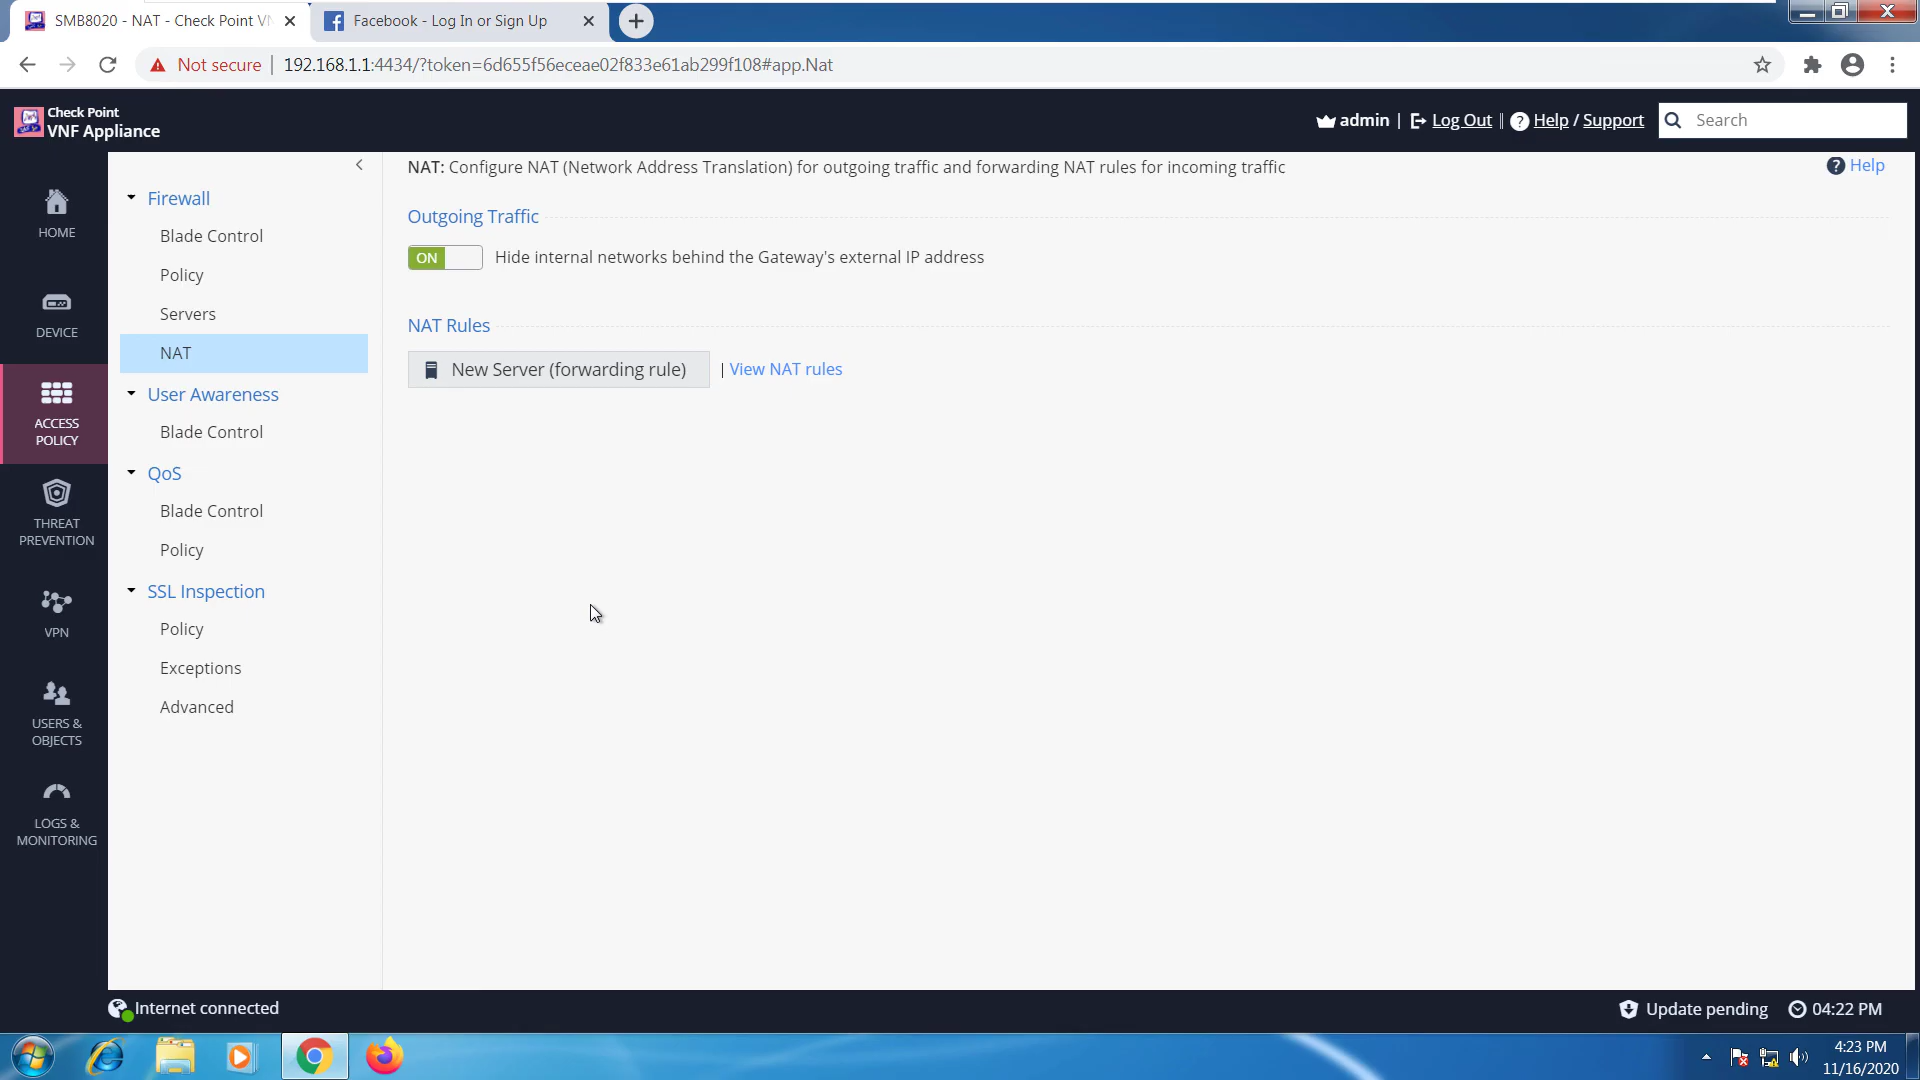 SMB8020 - NAT - Check Point VN
Facebook - Log In or Sign Up
Not secure
192.168.1.1:4434/?token=6d655f56eceae02f833e61ab299f108#app.Nat
Check Point
VNF Appliance
admin | Log Out || ? Help / Support
Search
NAT: Configure NAT (Network Address Translation) for outgoing traffic and forwarding NAT rules for incoming traffic
? Help
Outgoing Traffic
ON
Hide internal networks behind the Gateway's external IP address
NAT Rules
New Server (forwarding rule)
| View NAT rules
HOME
DEVICE
ACCESS
POLICY
THREAT
PREVENTION
VPN
USERS &
OBJECTS
LOGS &
MONITORING
Firewall
Blade Control
Policy
Servers
NAT
User Awareness
Blade Control
QoS
Blade Control
Policy
SSL Inspection
Policy
Exceptions
Advanced
Internet connected
Update pending
04:22 PM
4:23 PM
11/16/2020